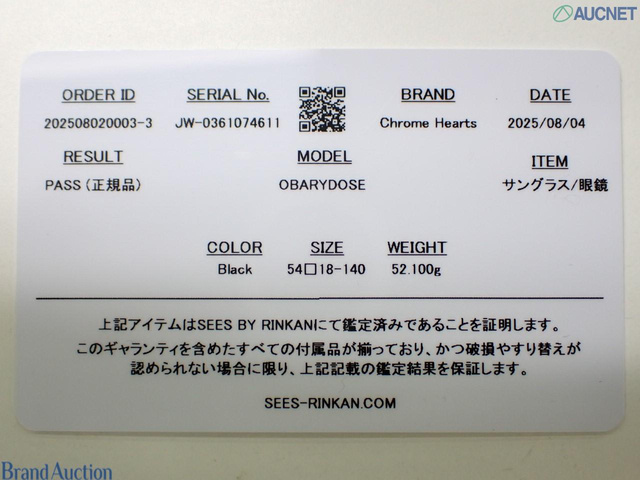 AUCNET
ORDER ID SERIAL No. BRAND DATE
202508020003-3 JW-0361074611 Chrome Hearts 2025/08/04
RESULT MODEL ITEM
PASS (正規品) OBARYDOSE サングラス/眼鏡
COLOR SIZE WEIGHT
Black 54□18-140 52.100g
上記アイテムはSEES BY RINKANにて鑑定済みであることを証明します。
このギャランティを含めたすべての付属品が揃っており、かつ破損やすり替えが
認められない場合に限り、上記記載の鑑定結果を保証します。
SEES-RINKAN.COM
Brand Auction